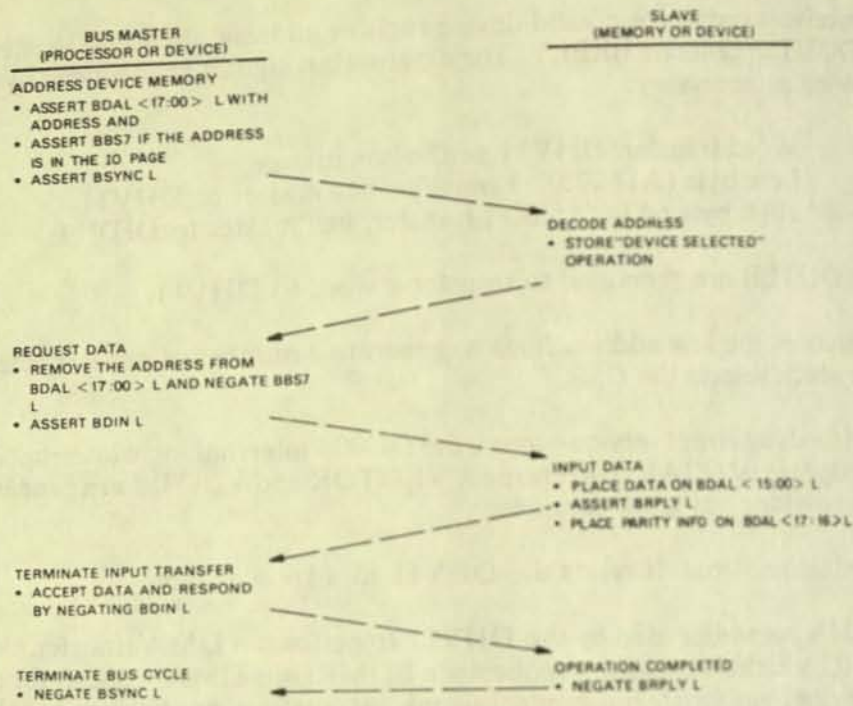 BUS MASTER
(PROCESSOR OR DEVICE)
SLAVE
(MEMORY OR DEVICE)
ADDRESS DEVICE MEMORY
• ASSERT BDAL <17:00> L WITH
ADDRESS AND
• ASSERT BBS7 IF THE ADDRESS
IS IN THE IO PAGE
• ASSERT BSYNC L
DECODE ADDRESS
• STORE "DEVICE SELECTED"
OPERATION
REQUEST DATA
• REMOVE THE ADDRESS FROM
BDAL <17:00> L AND NEGATE BBS7
L
• ASSERT BDIN L
INPUT DATA
• PLACE DATA ON BDAL <15:00> L
• ASSERT BRPLY L
• PLACE PARITY INFO ON BDAL <17:16> L
TERMINATE INPUT TRANSFER
• ACCEPT DATA AND RESPOND
BY NEGATING BDIN L
OPERATION COMPLETED
• NEGATE BRPLY L
TERMINATE BUS CYCLE
• NEGATE BSYNC L